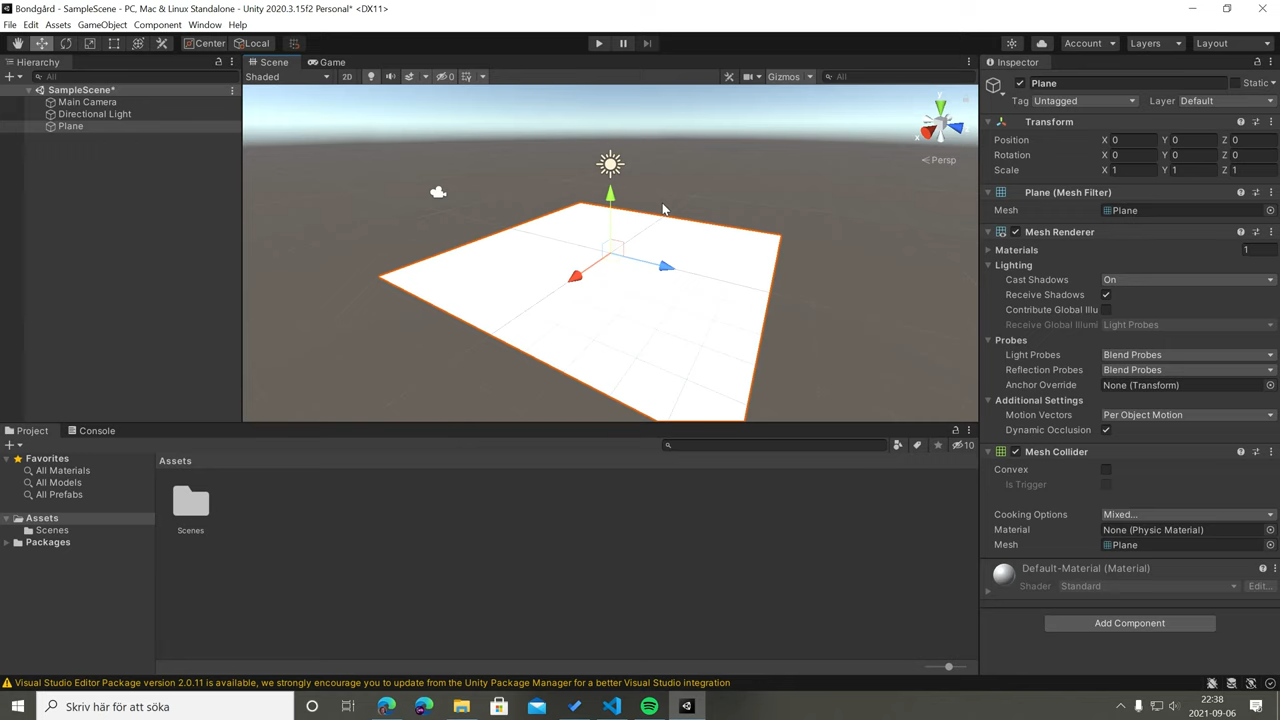 Bondgård - SampleScene - PC, Mac & Linux Standalone - Unity 2020.3.15f2 Personal* <DX11>
File Edit Assets GameObject Component Window Help
Center Local Account Layers Layout
Hierarchy
All
SampleScene*
Main Camera
Directional Light
Plane
Scene Game
Shaded 2D 0 Gizmos All
y
x
Persp
Inspector
Plane Static
Tag Untagged Layer Default
Transform
Position X 0 Y 0 Z 0
Rotation X 0 Y 0 Z 0
Scale X 1 Y 1 Z 1
Plane (Mesh Filter)
Mesh Plane
Mesh Renderer
Materials 1
Lighting
Cast Shadows On
Receive Shadows
Contribute Global Illu
Receive Global Illumi Light Probes
Probes
Light Probes Blend Probes
Reflection Probes Blend Probes
Anchor Override None (Transform)
Additional Settings
Motion Vectors Per Object Motion
Dynamic Occlusion
Mesh Collider
Convex
Is Trigger
Cooking Options Mixed...
Material None (Physic Material)
Mesh Plane
Default-Material (Material)
Shader Standard Edit...
Add Component
Project Console
10
Favorites
All Materials
All Models
All Prefabs
Assets
Scenes
Packages
Assets
Scenes
Visual Studio Editor Package version 2.0.11 is available, we strongly encourage you to update from the Unity Package Manager for a better Visual Studio integration
Skriv här för att söka
22:38
2021-09-06